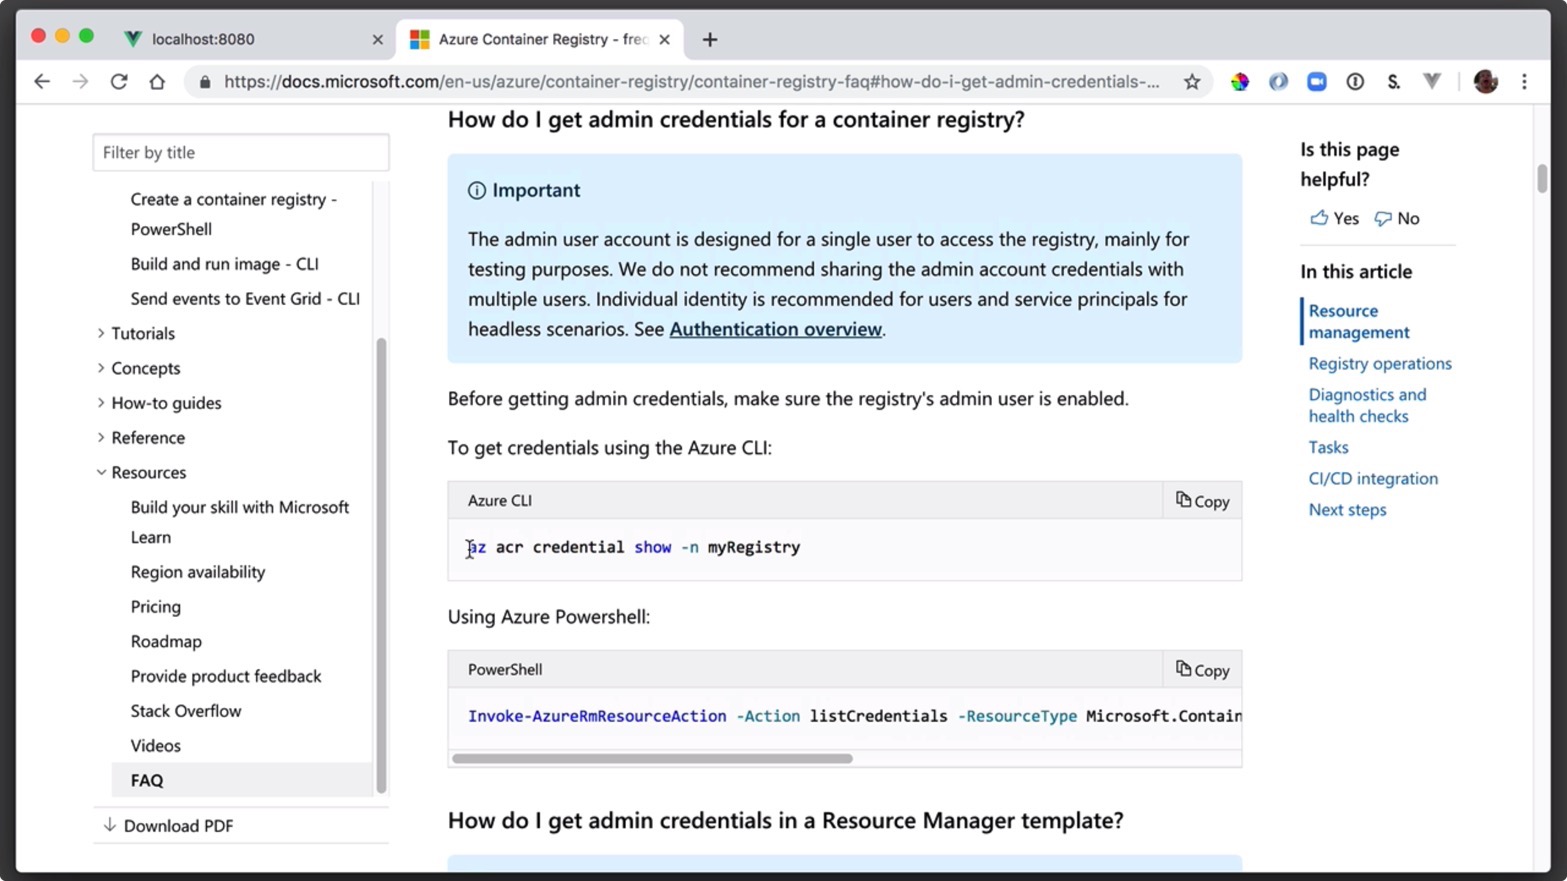 localhost:8080
Azure Container Registry - freq
https://docs.microsoft.com/en-us/azure/container-registry/container-registry-faq#how-do-i-get-admin-credentials-...
S.
Filter by title
Create a container registry -
PowerShell
Build and run image - CLI
Send events to Event Grid - CLI
Tutorials
Concepts
How-to guides
Reference
Resources
Build your skill with Microsoft
Learn
Region availability
Pricing
Roadmap
Provide product feedback
Stack Overflow
Videos
FAQ
Download PDF
How do I get admin credentials for a container registry?
Important
The admin user account is designed for a single user to access the registry, mainly for
testing purposes. We do not recommend sharing the admin account credentials with
multiple users. Individual identity is recommended for users and service principals for
headless scenarios. See Authentication overview.
Before getting admin credentials, make sure the registry's admin user is enabled.
To get credentials using the Azure CLI:
Azure CLI
Copy
az acr credential show -n myRegistry
Using Azure Powershell:
PowerShell
Copy
Invoke-AzureRmResourceAction -Action listCredentials -ResourceType Microsoft.Contain
How do I get admin credentials in a Resource Manager template?
Is this page
helpful?
Yes No
In this article
Resource
management
Registry operations
Diagnostics and
health checks
Tasks
CI/CD integration
Next steps